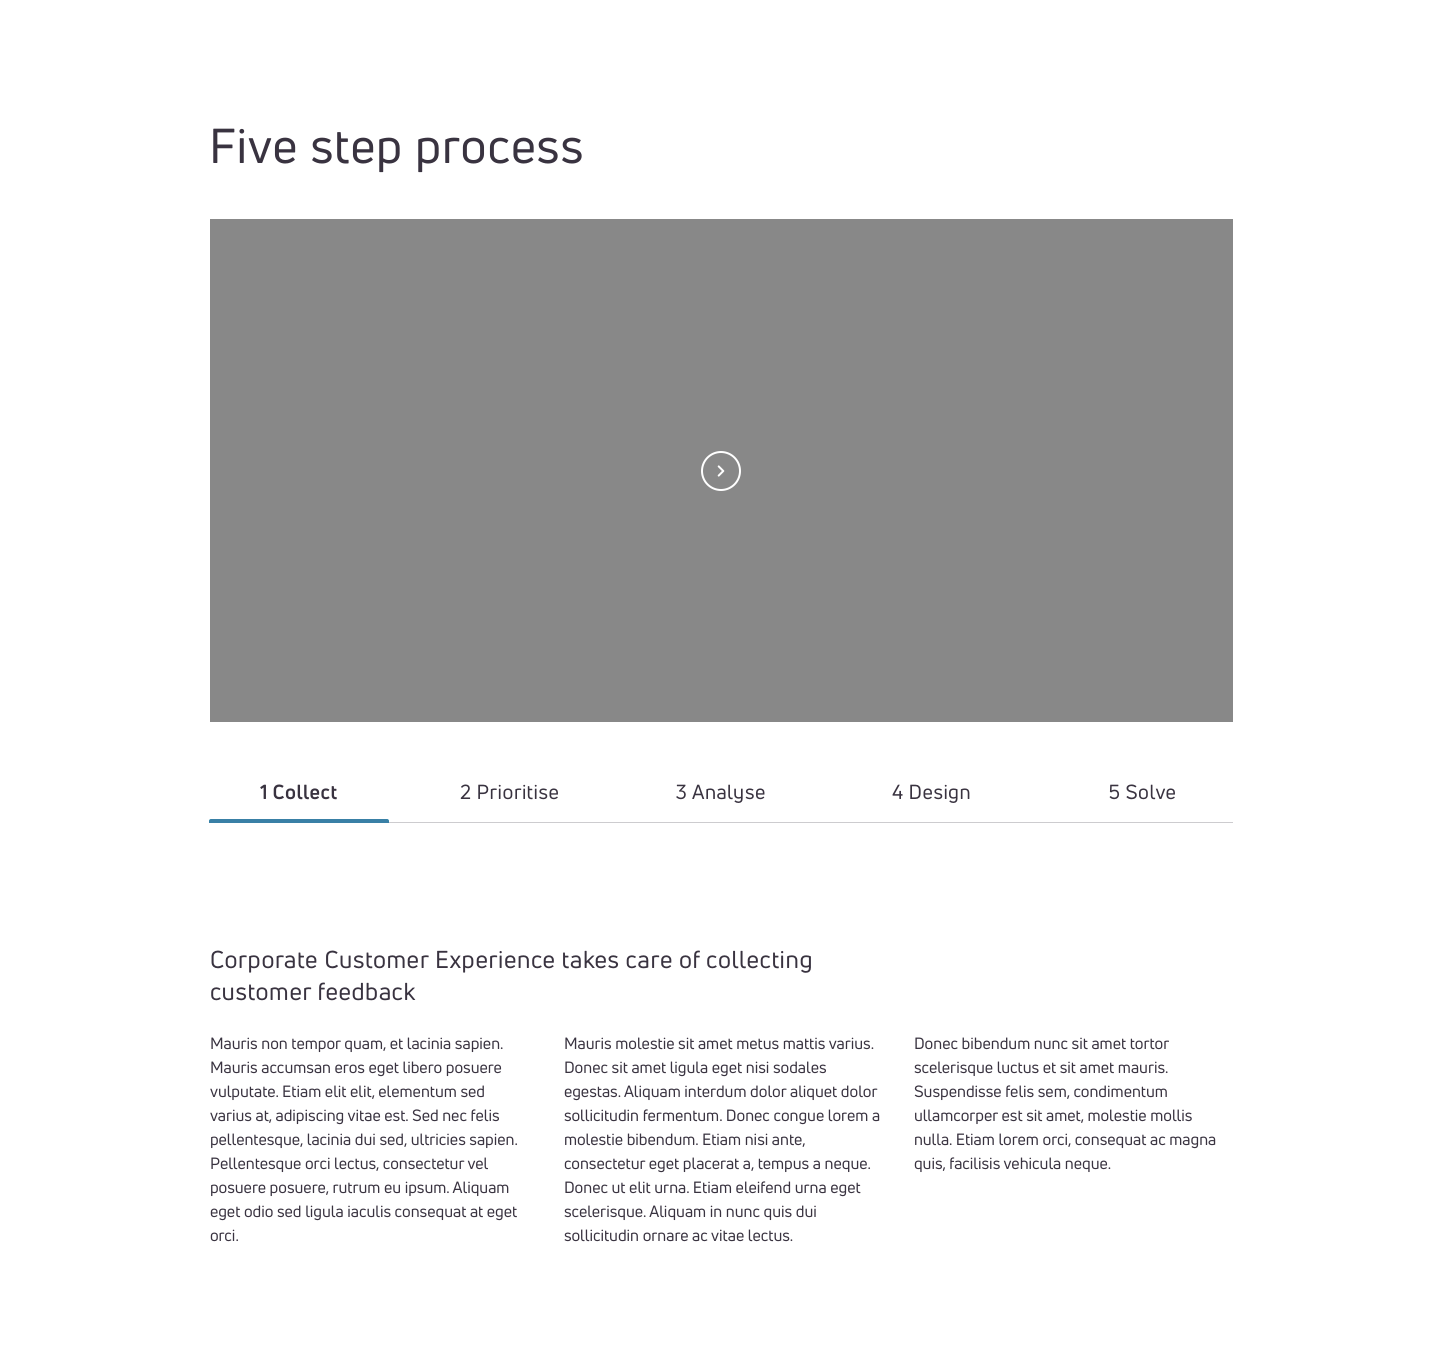 Five step process
1 Collect
2 Prioritise
3 Analyse
4 Design
5 Solve
Corporate Customer Experience takes care of collecting
customer feedback
Mauris non tempor quam, et lacinia sapien.
Mauris accumsan eros eget libero posuere
vulputate. Etiam elit elit, elementum sed
varius at, adipiscing vitae est. Sed nec felis
pellentesque, lacinia dui sed, ultricies sapien.
Pellentesque orci lectus, consectetur vel
posuere posuere, rutrum eu ipsum. Aliquam
eget odio sed ligula iaculis consequat at eget
orci.
Mauris molestie sit amet metus mattis varius.
Donec sit amet ligula eget nisi sodales
egestas. Aliquam interdum dolor aliquet dolor
sollicitudin fermentum. Donec congue lorem a
molestie bibendum. Etiam nisi ante,
consectetur eget placerat a, tempus a neque.
Donec ut elit urna. Etiam eleifend urna eget
scelerisque. Aliquam in nunc quis dui
sollicitudin ornare ac vitae lectus.
Donec bibendum nunc sit amet tortor
scelerisque luctus et sit amet mauris.
Suspendisse felis sem, condimentum
ullamcorper est sit amet, molestie mollis
nulla. Etiam lorem orci, consequat ac magna
quis, facilisis vehicula neque.